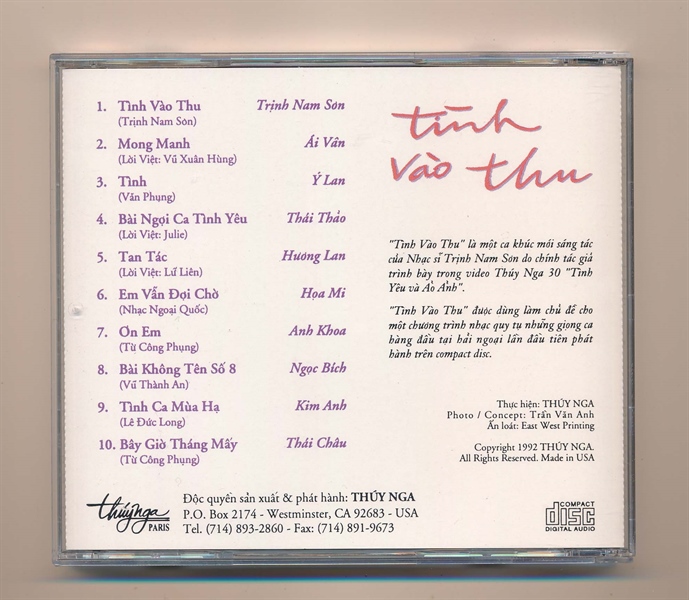 1. Tình Vào Thu Trịnh Nam Sơn
(Trịnh Nam Sơn)
2. Mong Manh Ái Vân
(Lời Việt: Vũ Xuân Hùng)
3. Tình Ý Lan
(Văn Phụng)
4. Bài Ngợi Ca Tình Yêu Thái Thảo
(Lời Việt: Julie)
5. Tan Tác Hương Lan
(Lời Việt: Lữ Liên)
6. Em Vẫn Đợi Chờ Họa Mi
(Nhạc Ngoại Quốc)
7. Ơn Em Anh Khoa
(Từ Công Phụng)
8. Bài Không Tên Số 8 Ngọc Bích
(Vũ Thành An)
9. Tình Ca Mùa Hạ Kim Anh
(Lê Đức Long)
10. Bây Giờ Tháng Mấy Thái Châu
(Từ Công Phụng)
tình
vào thu
"Tình Vào Thu" là một ca khúc mới sáng tác
của Nhạc sĩ Trịnh Nam Sơn do chính tác giả
trình bày trong video Thúy Nga 30 "Tình
Yêu và Ảo Ảnh".
"Tình Vào Thu" được dùng làm chủ đề cho
một chương trình nhạc quy tụ những giọng ca
hàng đầu tại hải ngoại lần đầu tiên phát
hành trên compact disc.
Thực hiện: THÚY NGA
Photo / Concept: Trần Văn Anh
Ấn loát: East West Printing
Copyright 1992 THÚY NGA.
All Rights Reserved. Made in USA
thúy nga
PARIS
Độc quyền sản xuất & phát hành: THÚY NGA
P.O. Box 2174 - Westminster, CA 92683 - USA
Tel. (714) 893-2860 - Fax: (714) 891-9673
COMPACT
disc
DIGITAL AUDIO